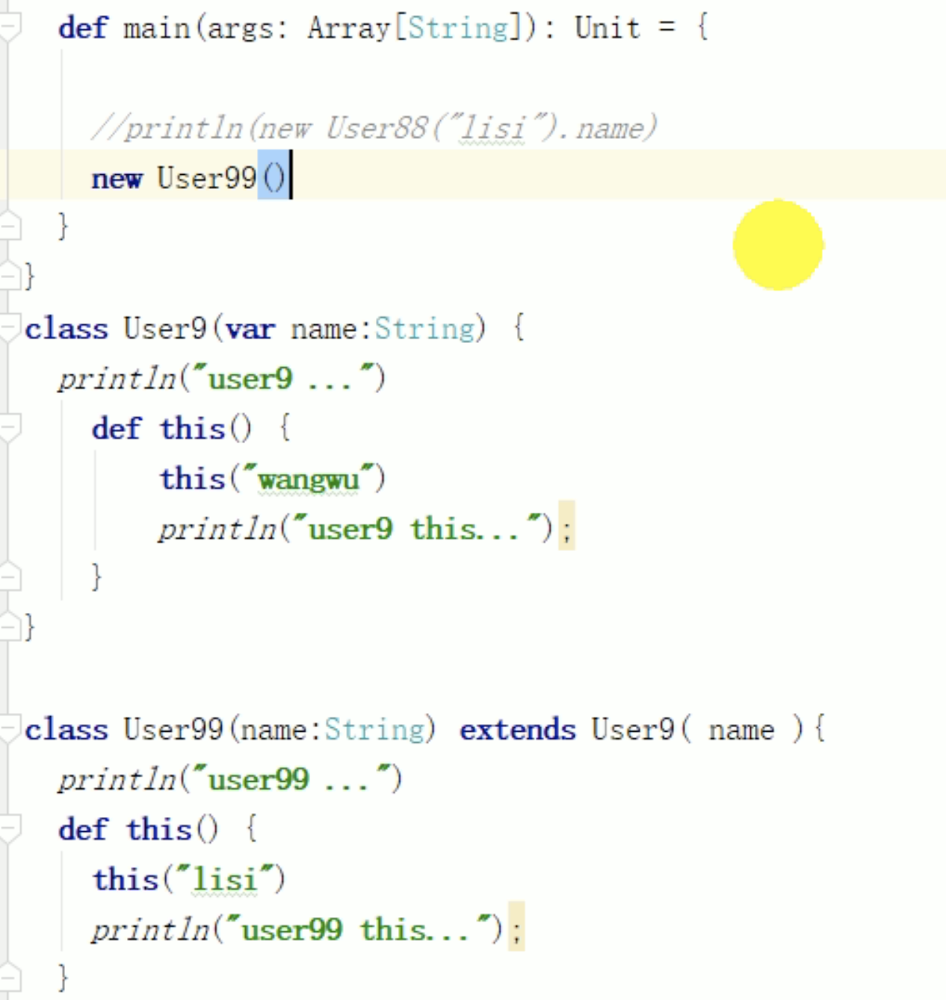 def main(args: Array[String]): Unit = {
//println(new User88("lisi").name)
new User99()
}
}
class User9(var name:String) {
println("user9 ...")
def this() {
this("wangwu")
println("user9 this...");
}
}
class User99(name:String) extends User9( name ){
println("user99 ...")
def this() {
this("lisi")
println("user99 this...");
}